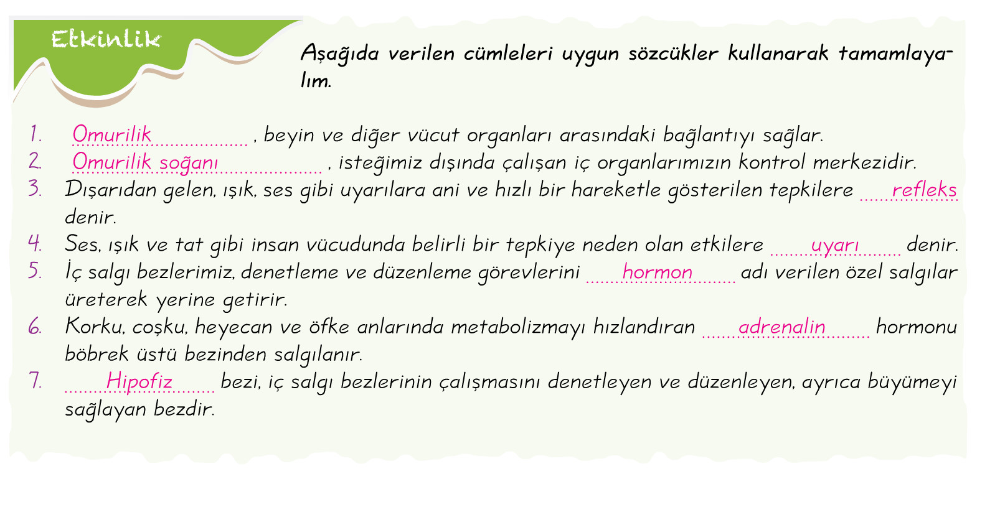 Etkinlik
Aşağıda verilen cümleleri uygun sözcükler kullanarak tamamlaya-
lım.
1. Omurilik , beyin ve diğer vücut organları arasındaki bağlantıyı sağlar.
2. Omurilik soğanı , isteğimiz dışında çalışan iç organlarımızın kontrol merkezidir.
3. Dışarıdan gelen, ışık, ses gibi uyarılara ani ve hızlı bir hareketle gösterilen tepkilere refleks
denir.
4. Ses, ışık ve tat gibi insan vücudunda belirli bir tepkiye neden olan etkilere uyarı denir.
5. İç salgı bezlerimiz, denetleme ve düzenleme görevlerini hormon adı verilen özel salgılar
üreterek yerine getirir.
6. Korku, coşku, heyecan ve öfke anlarında metabolizmayı hızlandıran adrenalin hormonu
böbrek üstü bezinden salgılanır.
7. Hipofiz bezi, iç salgı bezlerinin çalışmasını denetleyen ve düzenleyen, ayrıca büyümeyi
sağlayan bezdir.